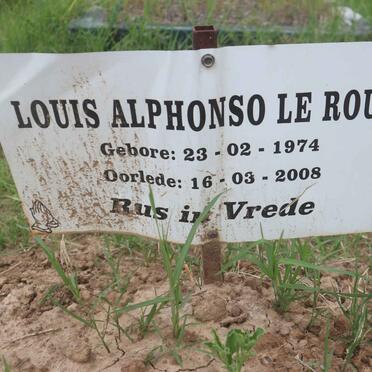 LOUIS ALPHONSO LE ROU
Gebore: 23 - 02 - 1974
Oorlede: 16 - 03 - 2008
Rus in Vrede